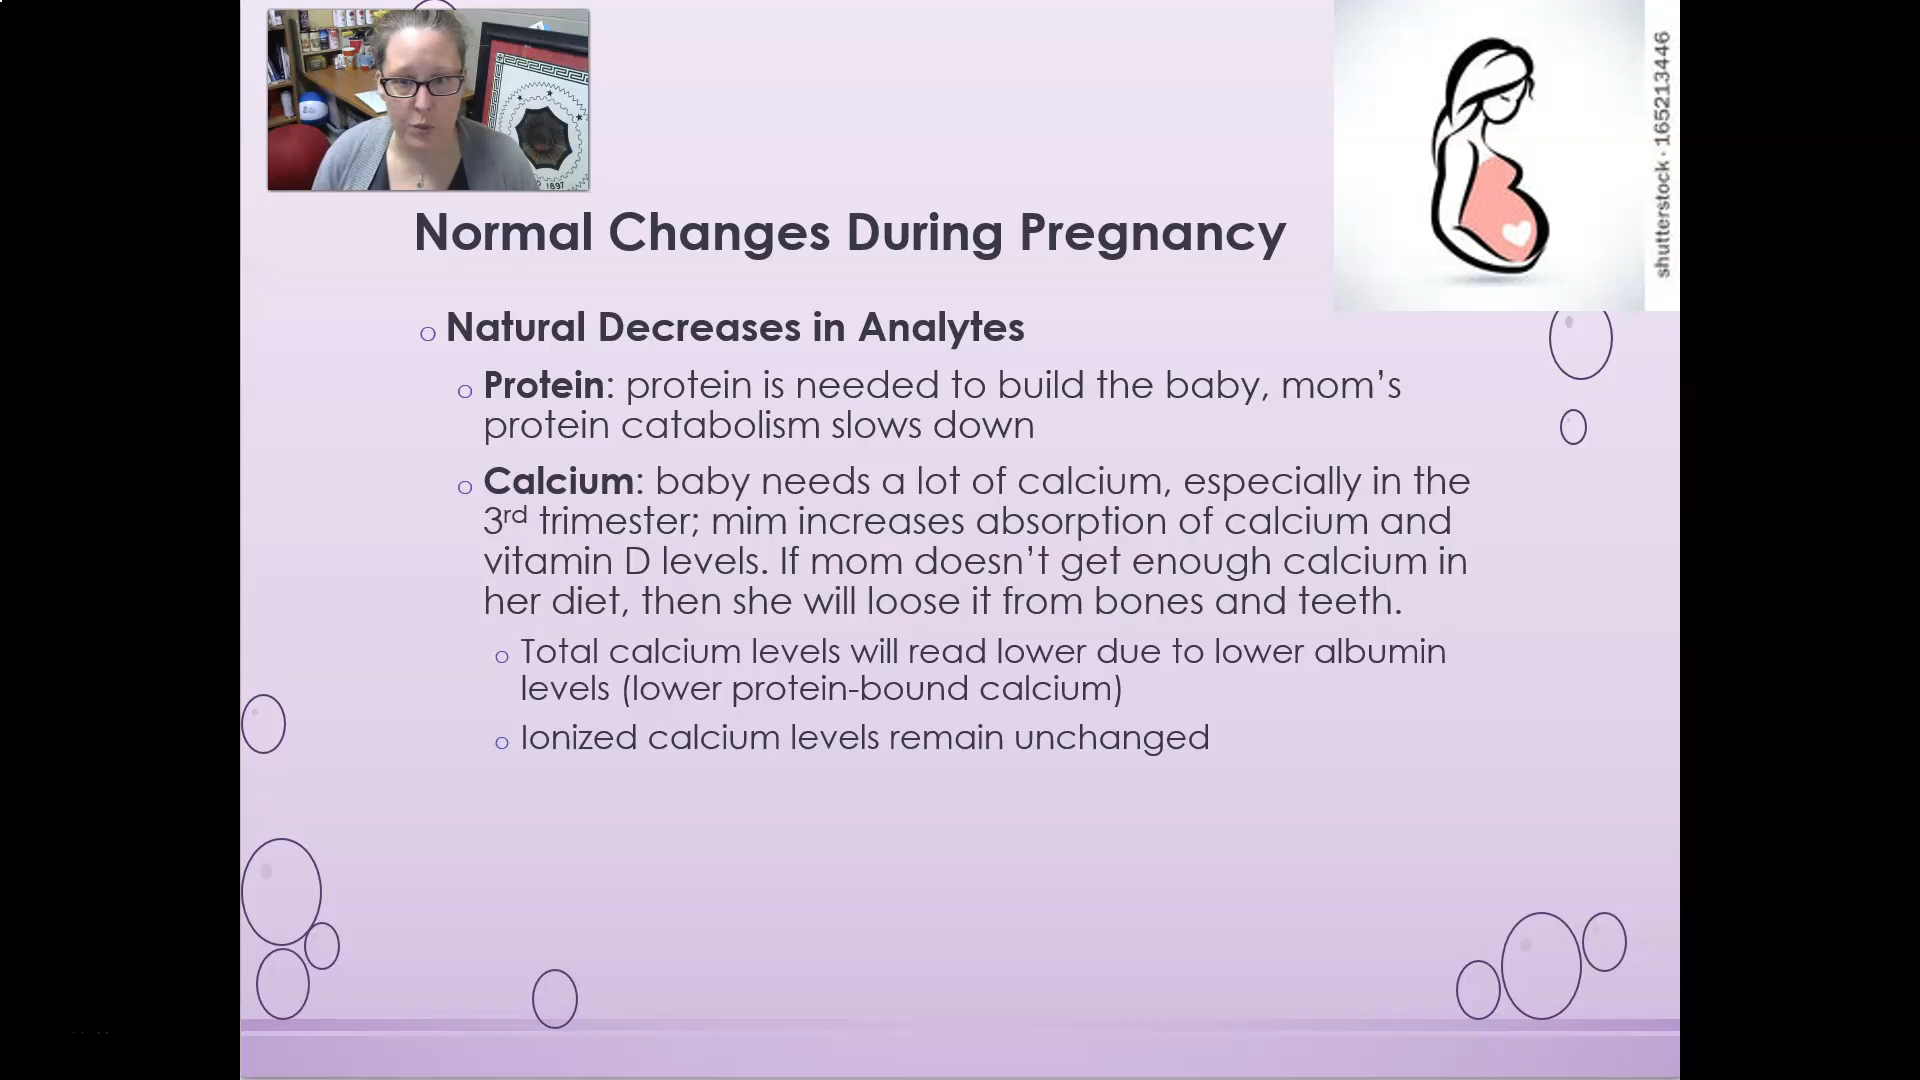 1897
shutterstock · 165213446
Normal Changes During Pregnancy
Natural Decreases in Analytes
Protein: protein is needed to build the baby, mom’s
protein catabolism slows down
Calcium: baby needs a lot of calcium, especially in the
3rd trimester; mim increases absorption of calcium and
vitamin D levels. If mom doesn’t get enough calcium in
her diet, then she will loose it from bones and teeth.
Total calcium levels will read lower due to lower albumin
levels (lower protein-bound calcium)
Ionized calcium levels remain unchanged